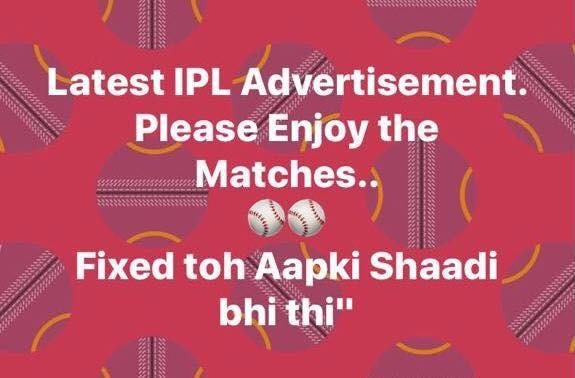 Latest IPL Advertisement.
Please Enjoy the
Matches..
⚾⚾
Fixed toh Aapki Shaadi
bhi thi"